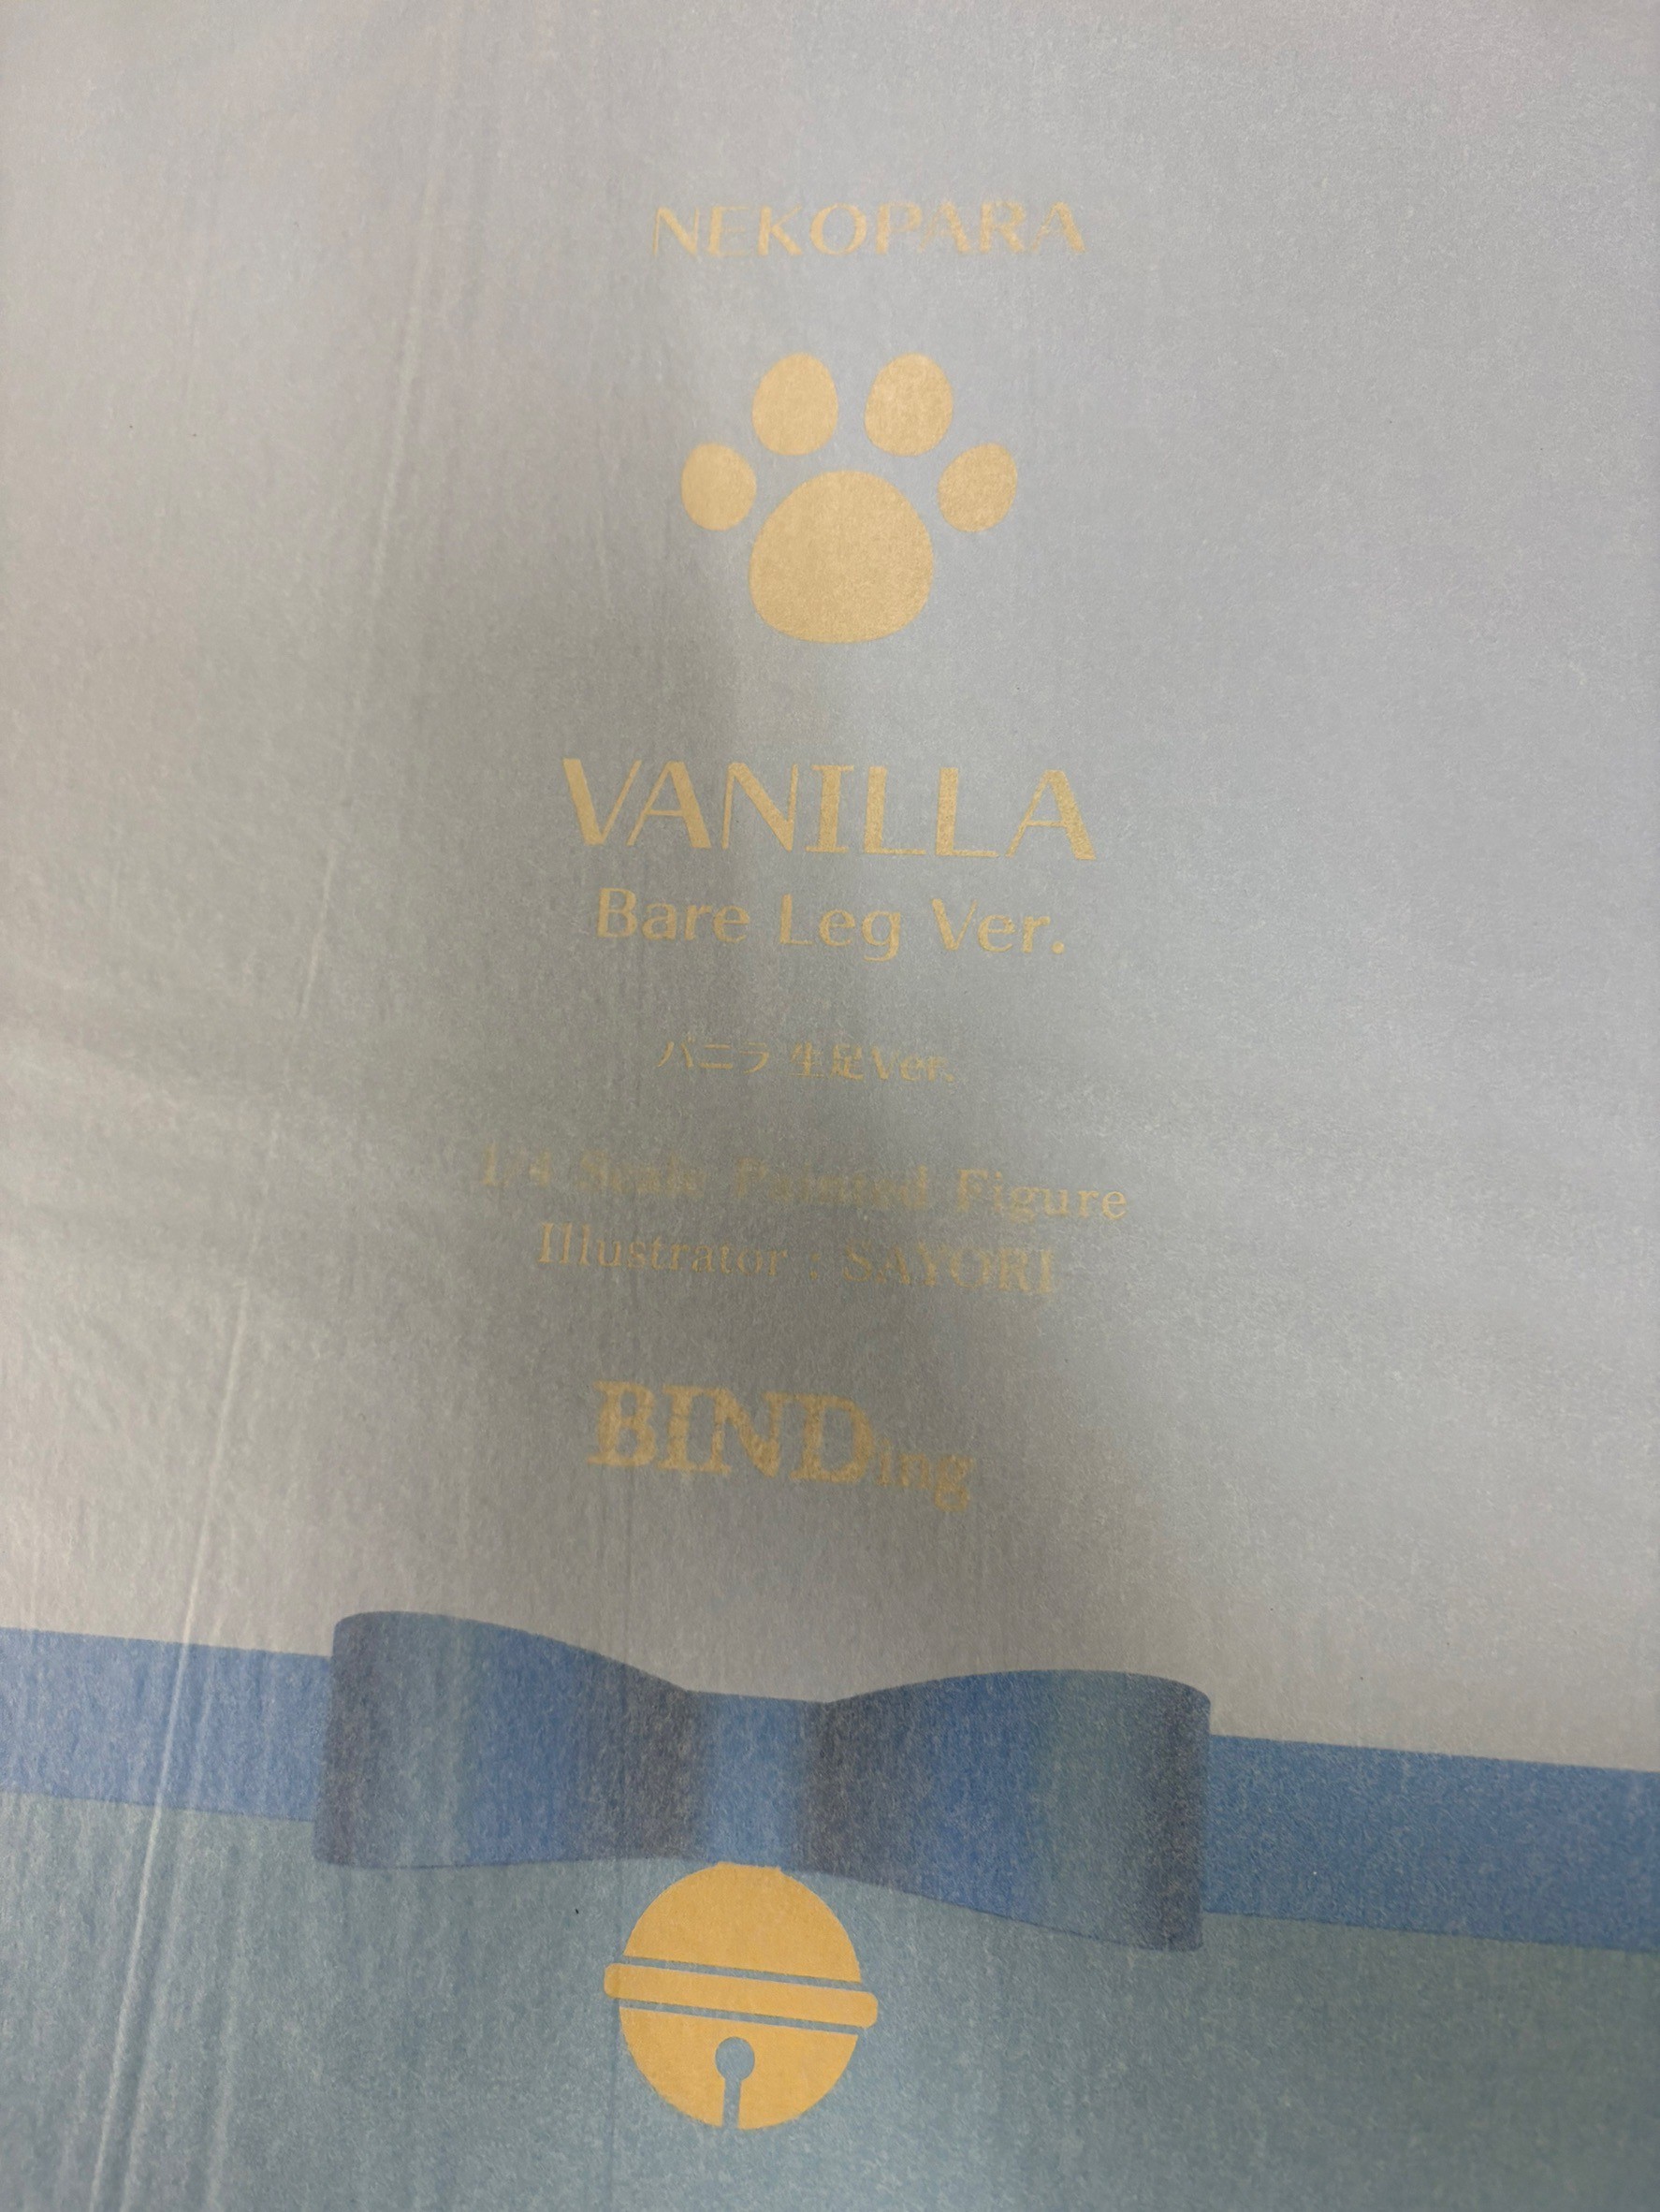 NEKOPARA
VANILLA
Bare Leg Ver.
バニラ 生足Ver.
1/4 Scale Painted Figure
Illustrator : SAYORI
BINDing